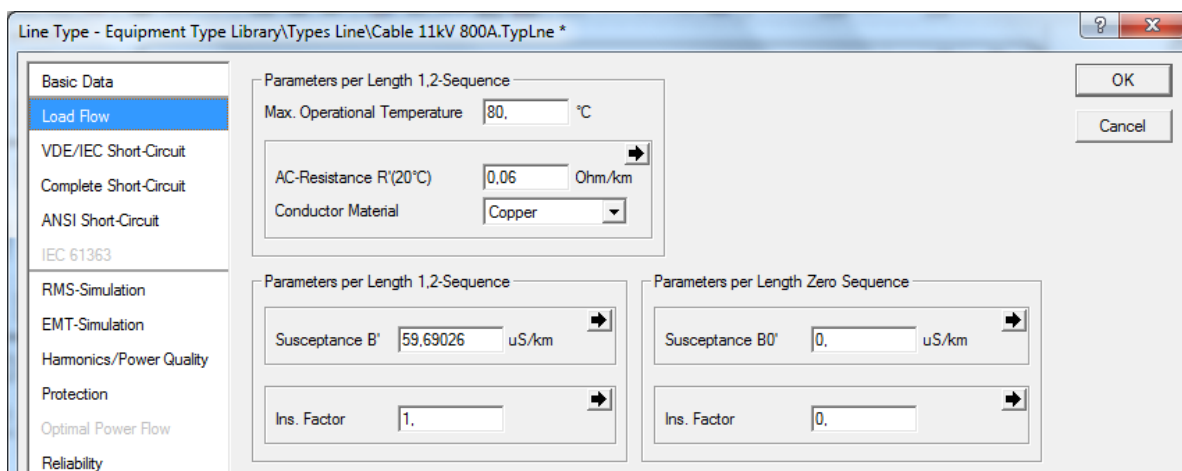 Line Type - Equipment Type Library\Types Line\Cable 11kV 800A.TypLne *
?
X
Basic Data
Load Flow
VDE/IEC Short-Circuit
Complete Short-Circuit
ANSI Short-Circuit
IEC 61363
RMS-Simulation
EMT-Simulation
Harmonics/Power Quality
Protection
Optimal Power Flow
Reliability
Parameters per Length 1,2-Sequence
Max. Operational Temperature 80, °C
AC-Resistance R'(20°C) 0,06 Ohm/km
Conductor Material Copper
Parameters per Length 1,2-Sequence
Susceptance B' 59,69026 uS/km
Ins. Factor 1,
Parameters per Length Zero Sequence
Susceptance B0' 0, uS/km
Ins. Factor 0,
OK
Cancel